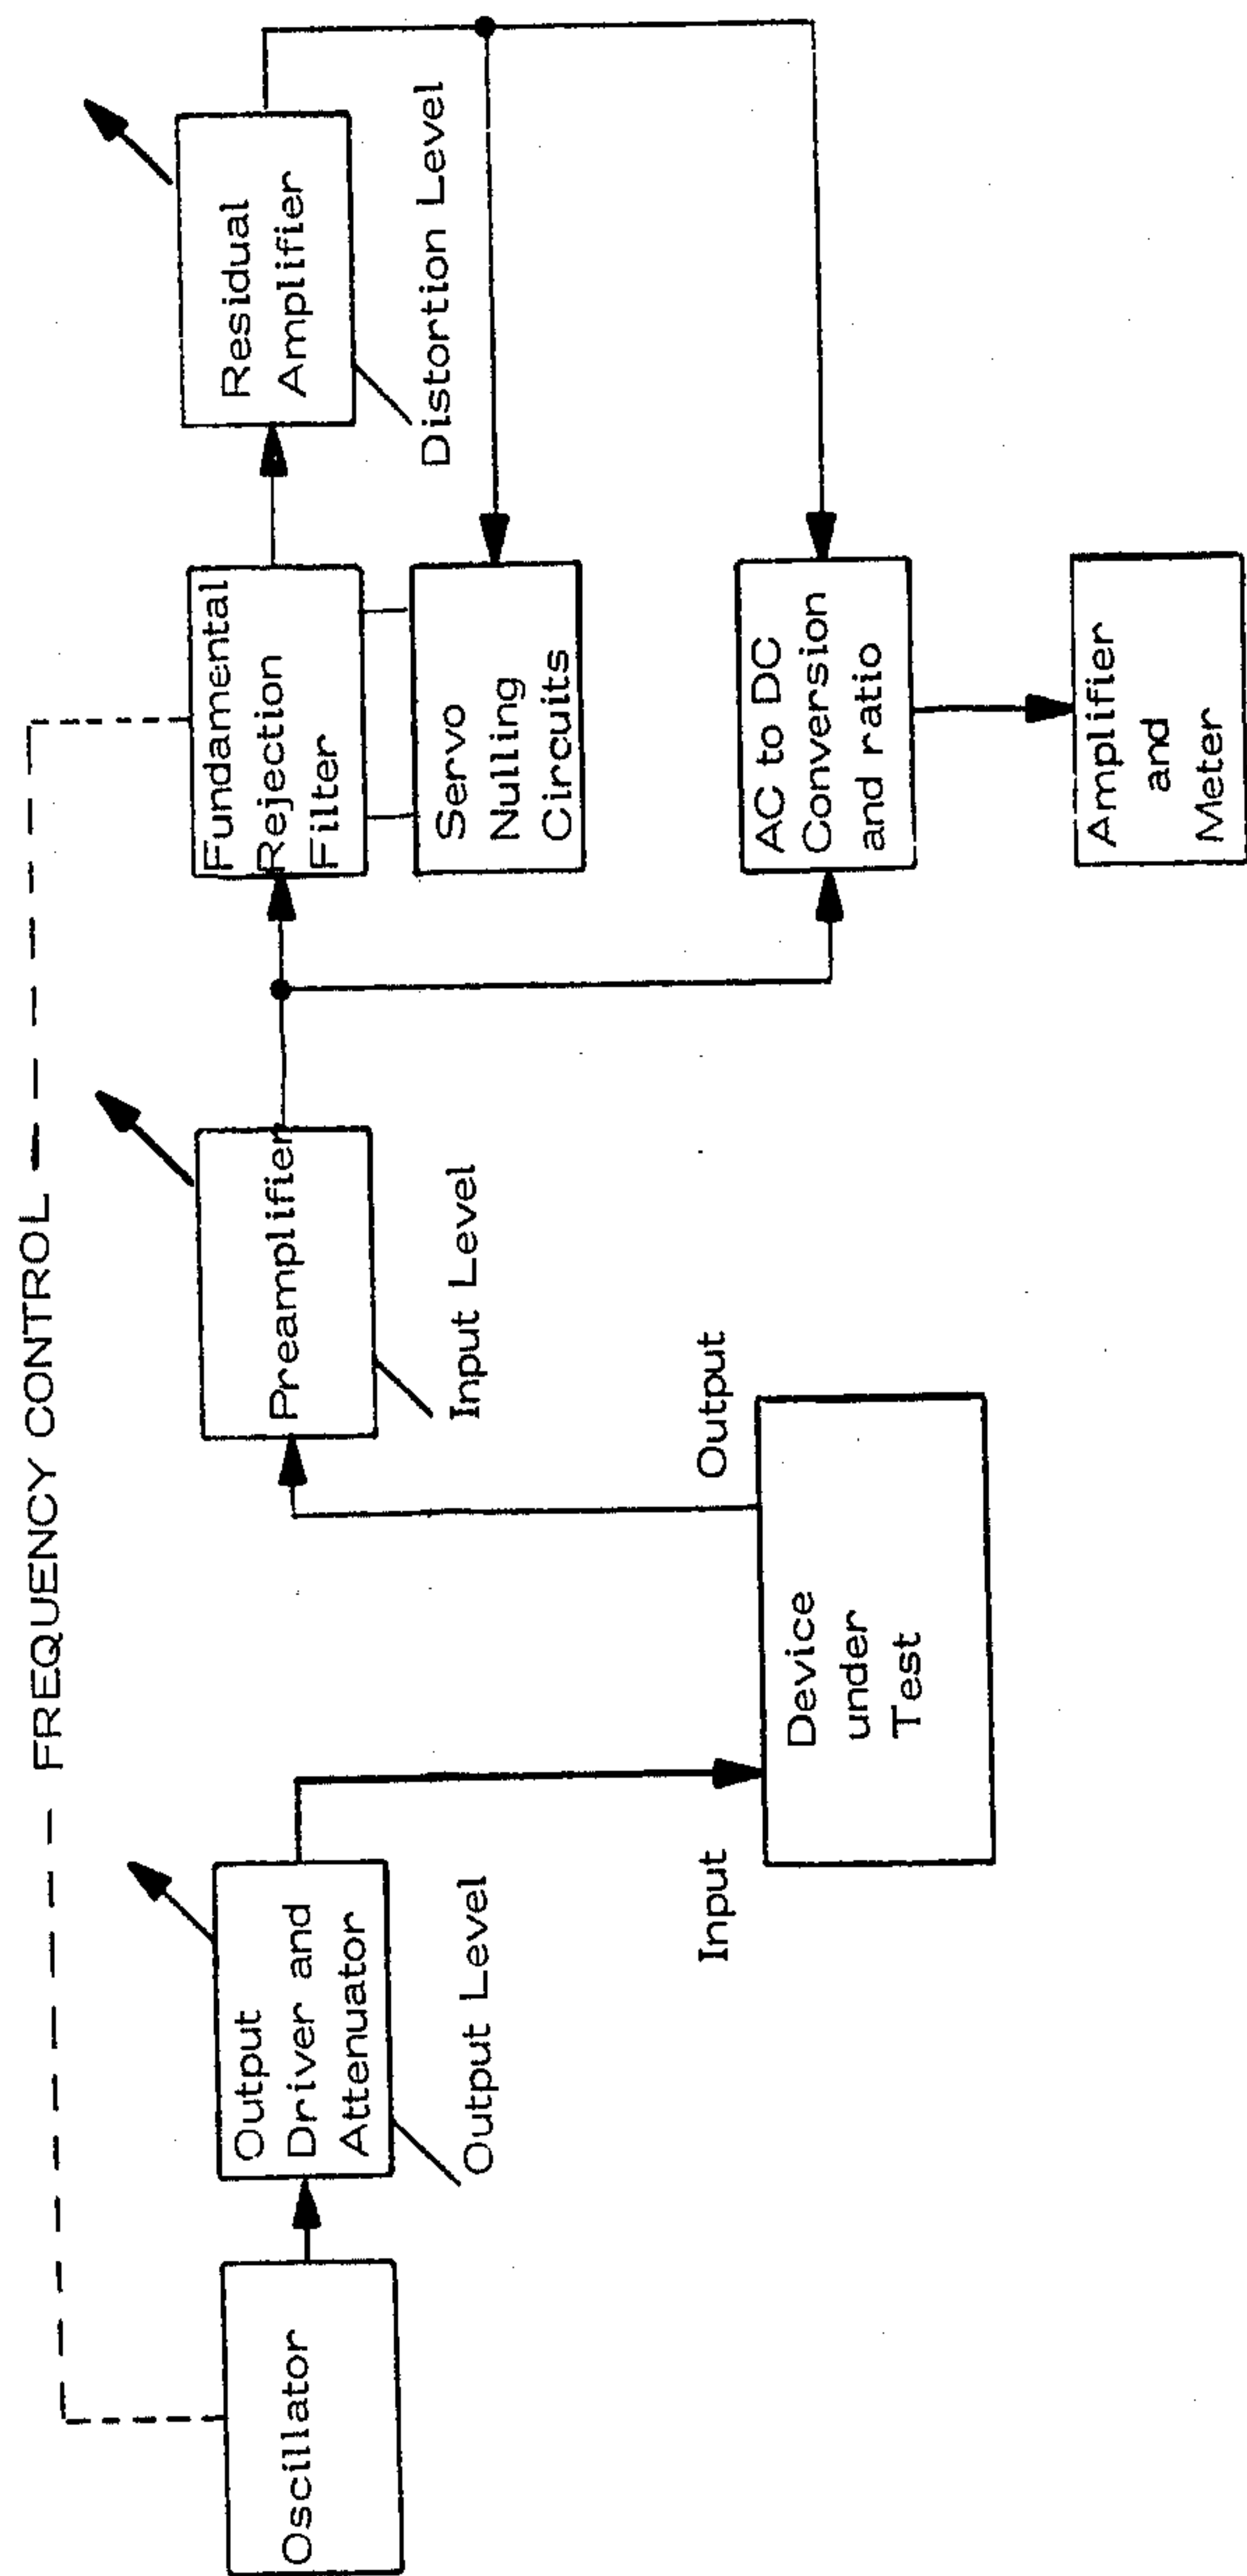 FREQUENCY CONTROL
Oscillator
Output
Driver and
Attenuator
Output Level
Preamplifier
Input Level
Fundamental
Rejection
Filter
Residual
Amplifier
Distortion Level
Servo
Nulling
Circuits
Input
Output
Device
under
Test
AC to DC
Conversion
and ratio
Amplifier
and
Meter